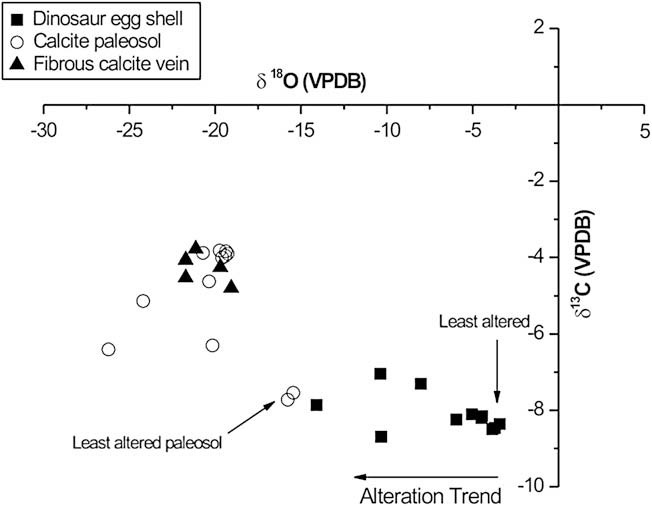 Dinosaur egg shell
Calcite paleosol
Fibrous calcite vein
δ 18O (VPDB)
2
-30 -25 -20 -15 -10 -5 5
-2
-4
δ13C (VPDB)
Least altered
-6
Least altered paleosol
-8
Alteration Trend
-10